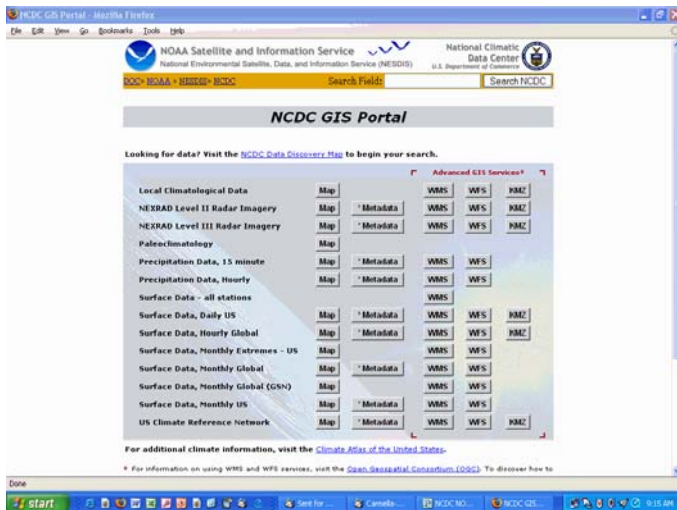 NCDC GIS Portal - Mozilla Firefox
File Edit View Go Bookmarks Tools Help
NOAA Satellite and Information Service
National Environmental Satellite, Data, and Information Service (NESDIS)
National Climatic
Data Center
U.S. Department of Commerce
DOC> NOAA > NESDIS> NCDC Search Field: Search NCDC
NCDC GIS Portal
Looking for data? Visit the NCDC Data Discovery Map to begin your search.
Advanced GIS Services*
Local Climatological Data Map WMS WFS KMZ
NEXRAD Level II Radar Imagery Map * Metadata WMS WFS KMZ
NEXRAD Level III Radar Imagery Map * Metadata WMS WFS KMZ
Paleoclimatology Map
Precipitation Data, 15 minute Map * Metadata WMS WFS
Precipitation Data, Hourly Map * Metadata WMS WFS
Surface Data - all stations WMS
Surface Data, Daily US Map * Metadata WMS WFS KMZ
Surface Data, Hourly Global Map * Metadata WMS WFS KMZ
Surface Data, Monthly Extremes - US Map WMS WFS
Surface Data, Monthly Global Map * Metadata WMS WFS
Surface Data, Monthly Global (GSN) Map WMS WFS
Surface Data, Monthly US Map * Metadata WMS WFS
US Climate Reference Network Map * Metadata WMS WFS KMZ
For additional climate information, visit the Climate Atlas of the United States.
* For information on using WMS and WFS services, visit the Open Geospatial Consortium (OGC). To discover how to
Done
start Sent for ... Camella- ... NCDC NO... NCDC GIS... 9:15 AM